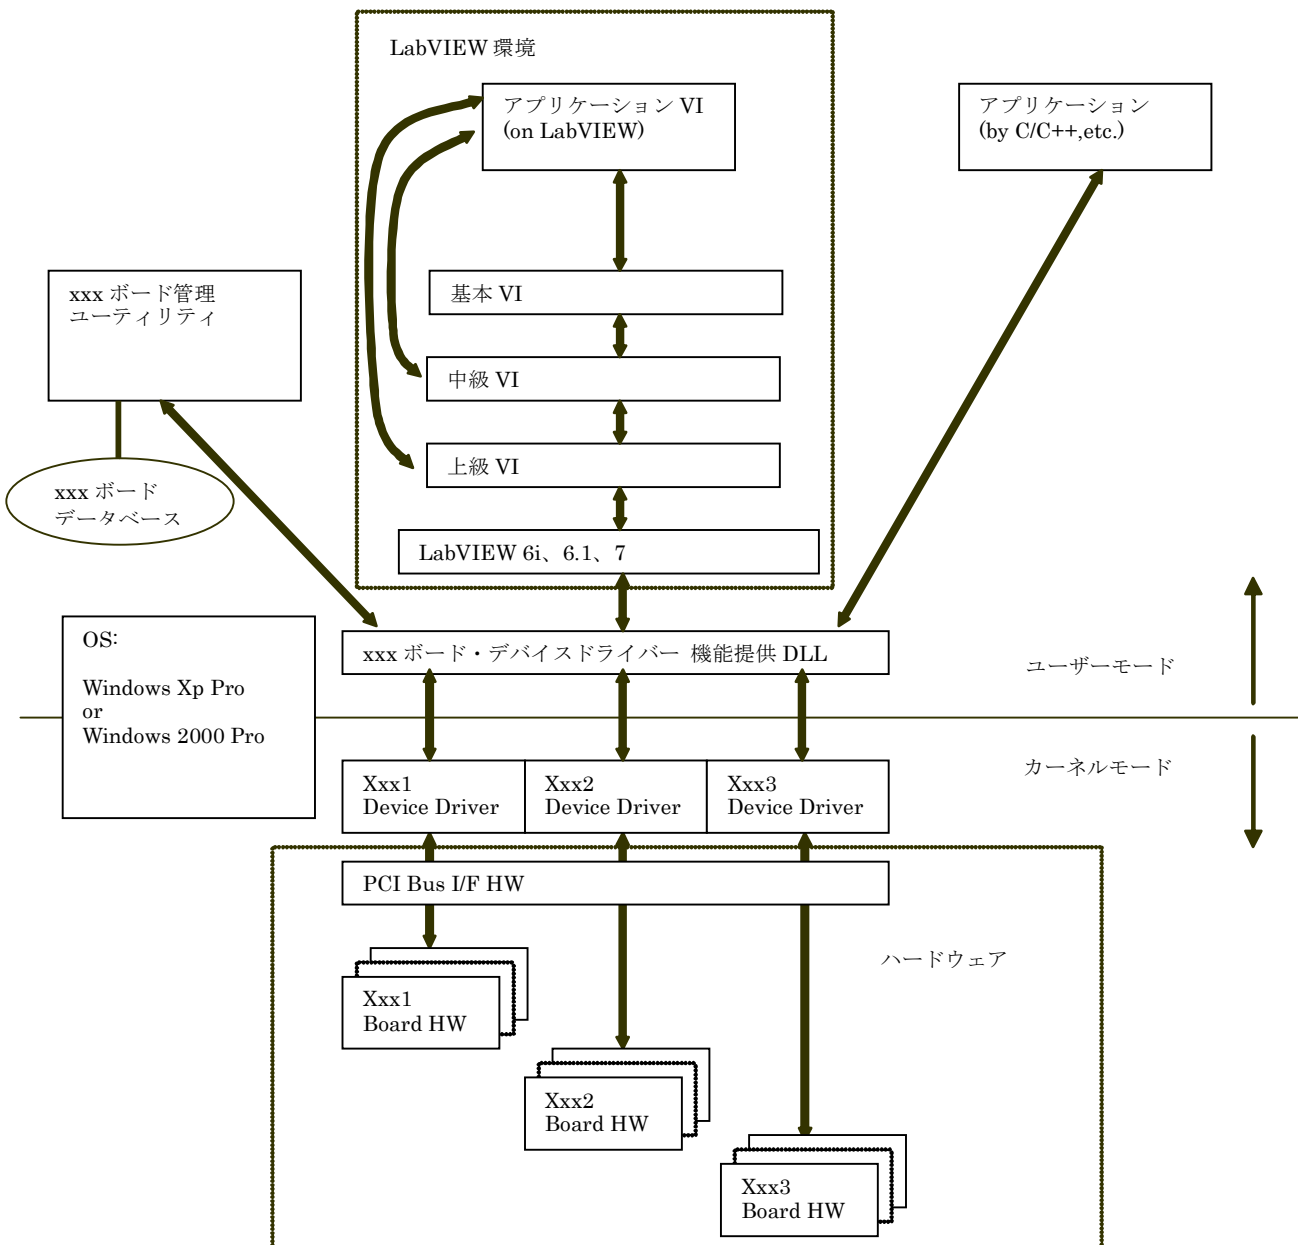 LabVIEW 環境
アプリケーション VI
(on LabVIEW)
アプリケーション
(by C/C++,etc.)
xxx ボード管理
ユーティリティ
基本 VI
中級 VI
上級 VI
xxx ボード
データベース
LabVIEW 6i、6.1、7
OS:
Windows Xp Pro
or
Windows 2000 Pro
xxx ボード・デバイスドライバー 機能提供 DLL
ユーザーモード
カーネルモード
Xxx1
Device Driver
Xxx2
Device Driver
Xxx3
Device Driver
PCI Bus I/F HW
ハードウェア
Xxx1
Board HW
Xxx2
Board HW
Xxx3
Board HW